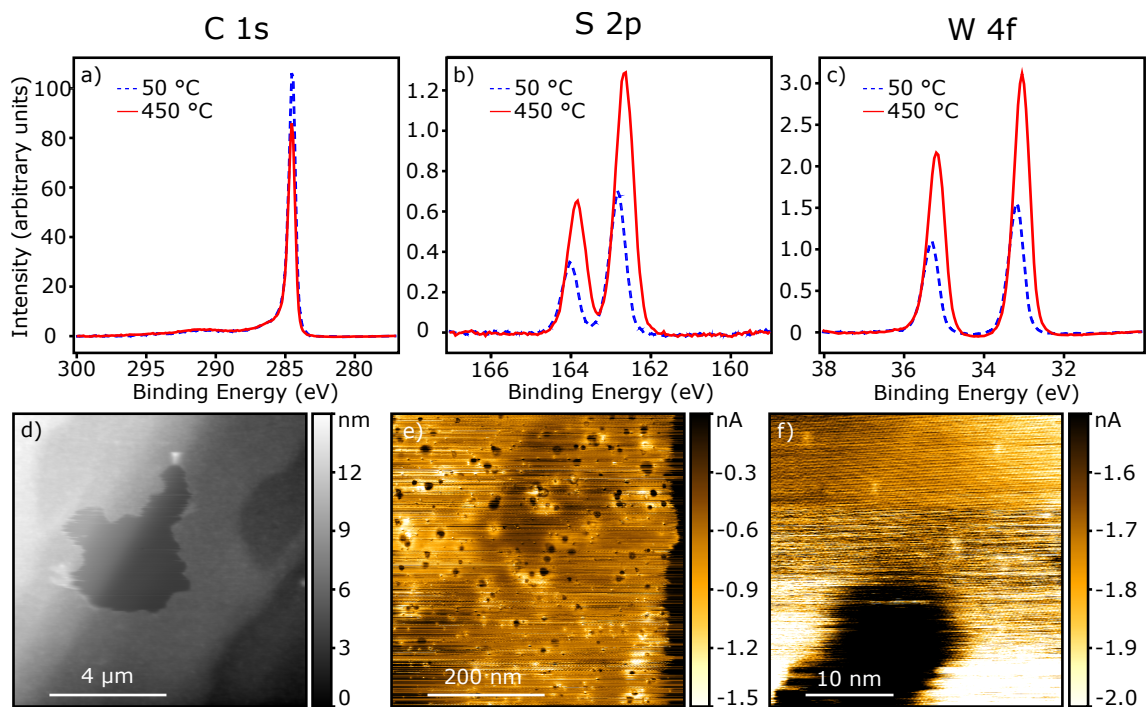 C 1s
S 2p
W 4f
a)
50 °C
450 °C
100
80
60
40
20
0
300
295
290
285
280
Binding Energy (eV)
Intensity (arbitrary units)
b)
50 °C
450 °C
1.2
1.0
0.8
0.6
0.4
0.2
0
166
164
162
160
Binding Energy (eV)
c)
50 °C
450 °C
3.0
2.5
2.0
1.5
1.0
0.5
0
38
36
34
32
Binding Energy (eV)
d)
4 µm
nm
12
9
6
3
0
e)
200 nm
nA
-0.3
-0.6
-0.9
-1.2
-1.5
f)
10 nm
nA
-1.6
-1.7
-1.8
-1.9
-2.0